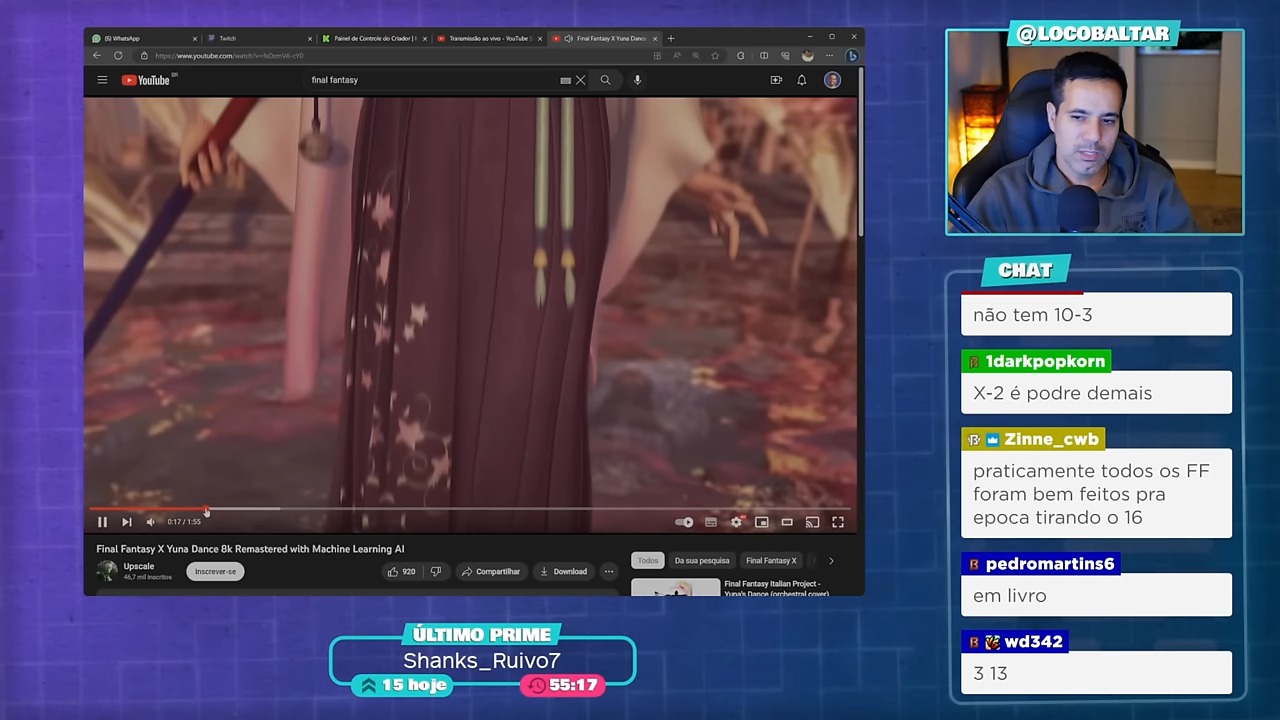 (5) WhatsApp
Twitch
Painel de Controle do Criador |
Transmissão ao vivo - YouTube
Final Fantasy X Yuna Dance
YouTube
BR
final fantasy
0:17 / 1:55
Final Fantasy X Yuna Dance 8k Remastered with Machine Learning AI
Upscale
46,7 mil inscritos
Inscrever-se
920
Compartilhar
Download
Todos
Da sua pesquisa
Final Fantasy X
Final Fantasy Italian Project -
Yuna's Dance (orchestral cover)
ÚLTIMO PRIME
Shanks_Ruivo7
15 hoje
55:17
@LOCOBALTAR
CHAT
não tem 10-3
1darkpopkorn
X-2 é podre demais
Zinne_cwb
praticamente todos os FF
foram bem feitos pra
epoca tirando o 16
pedromartins6
em livro
wd342
3 13